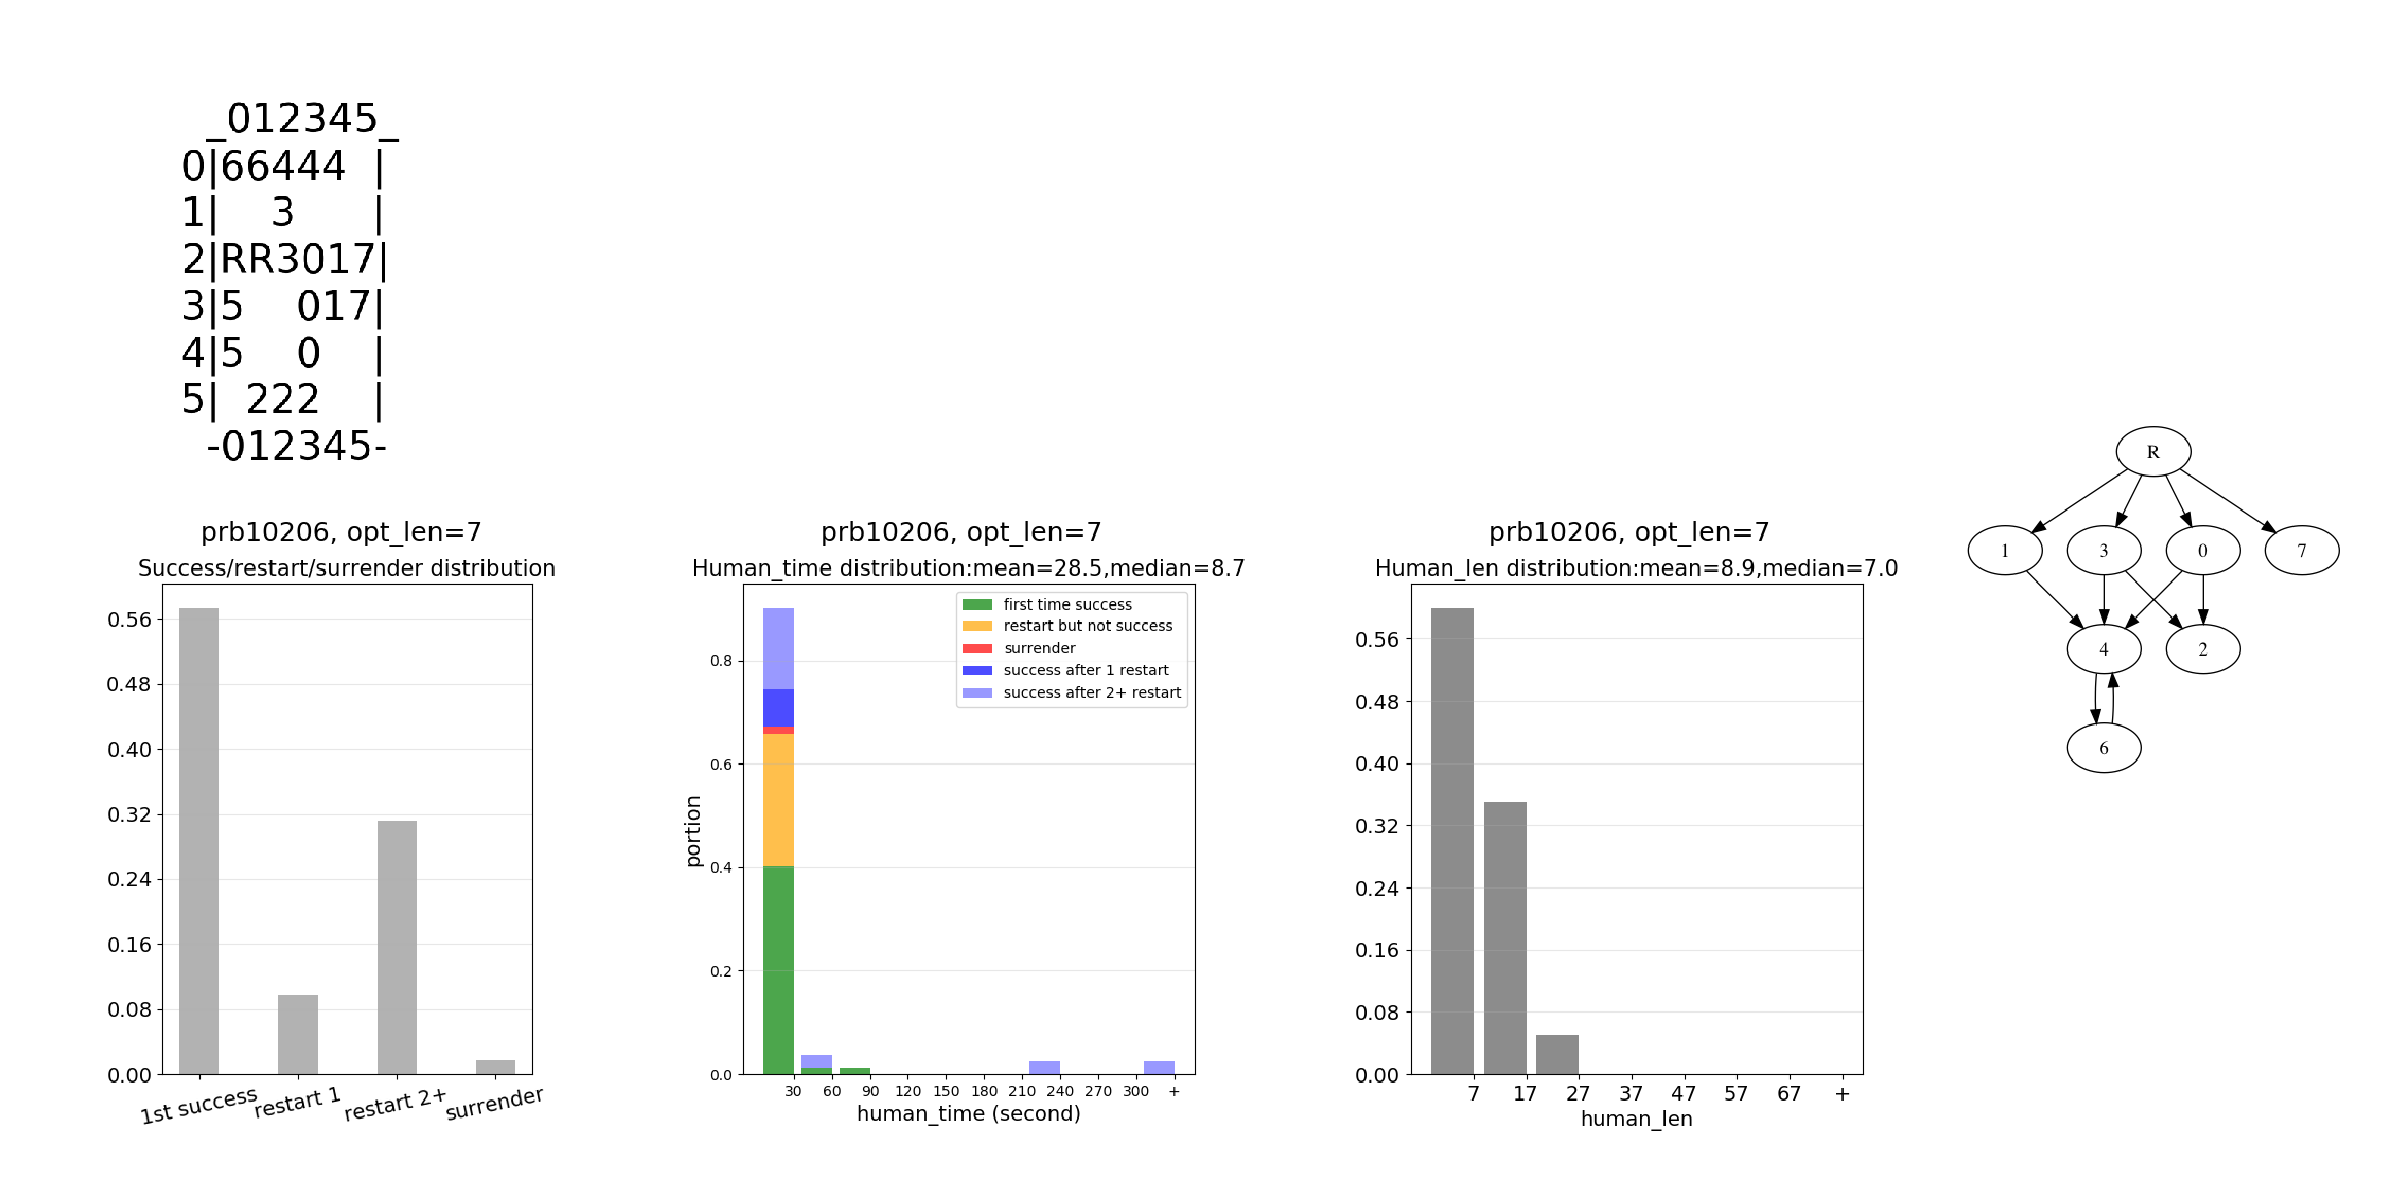 _012345_
0|66444  |
1|  3   |
2|RR3017|
3|5  017|
4|5  0  |
5| 222  |
-012345-
prb10206, opt_len=7
Success/restart/surrender distribution
0.56
0.48
0.40
0.32
0.24
0.16
0.08
0.00
1st success restart 1 restart 2+ surrender
prb10206, opt_len=7
Human_time distribution:mean=28.5,median=8.7
first time success
restart but not success
surrender
success after 1 restart
success after 2+ restart
portion
0.8
0.6
0.4
0.2
0.0
30 60 90 120 150 180 210 240 270 300 +
human_time (second)
prb10206, opt_len=7
Human_len distribution:mean=8.9,median=7.0
0.56
0.48
0.40
0.32
0.24
0.16
0.08
0.00
7 17 27 37 47 57 67 +
human_len
R
1 3 0 7
4 2
6